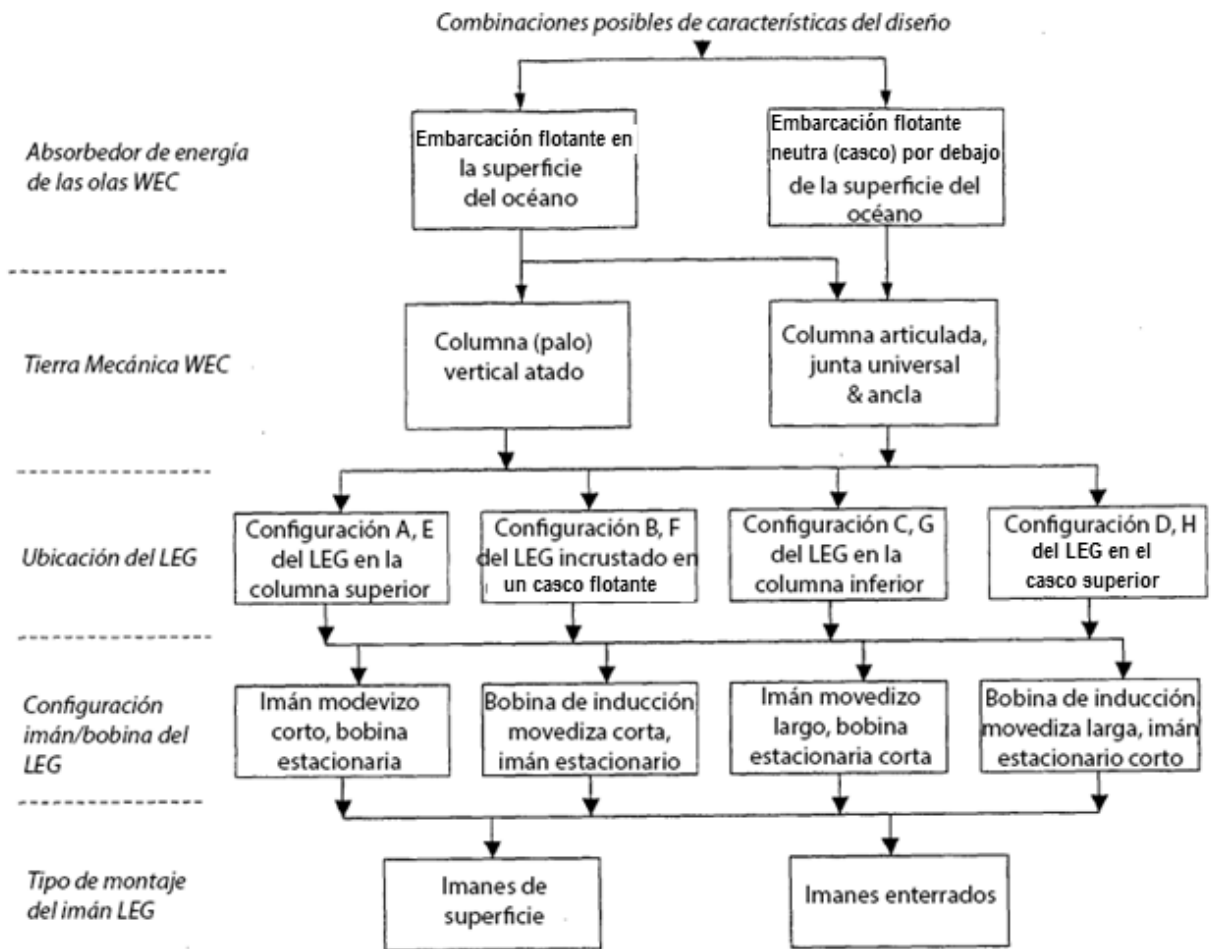 Combinaciones posibles de características del diseño
Absorbedor de energía
de las olas WEC
Embarcación flotante en
la superficie
del océano
Embarcación flotante
neutra (casco) por debajo
de la superficie del
océano
Tierra Mecánica WEC
Columna (palo)
vertical atado
Columna articulada,
junta universal
& ancla
Ubicación del LEG
Configuración A, E
del LEG en la
columna superior
Configuración B, F
del LEG incrustado en
un casco flotante
Configuración C, G
del LEG en la
columna inferior
Configuración D, H
del LEG en el
casco superior
Configuración
imán/bobina del
LEG
Imán modevizo
corto, bobina
estacionaria
Bobina de inducción
movediza corta,
imán estacionario
Imán movedizo
largo, bobina
estacionaria corta
Bobina de inducción
movediza larga, imán
estacionario corto
Tipo de montaje
del imán LEG
Imanes de
superficie
Imanes enterrados